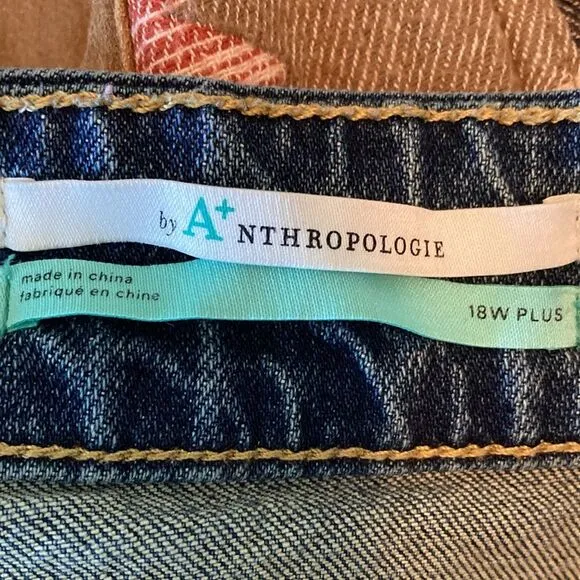 by A+NTHROPOLOGIE
made in china
fabriqué en chine
18W PLUS